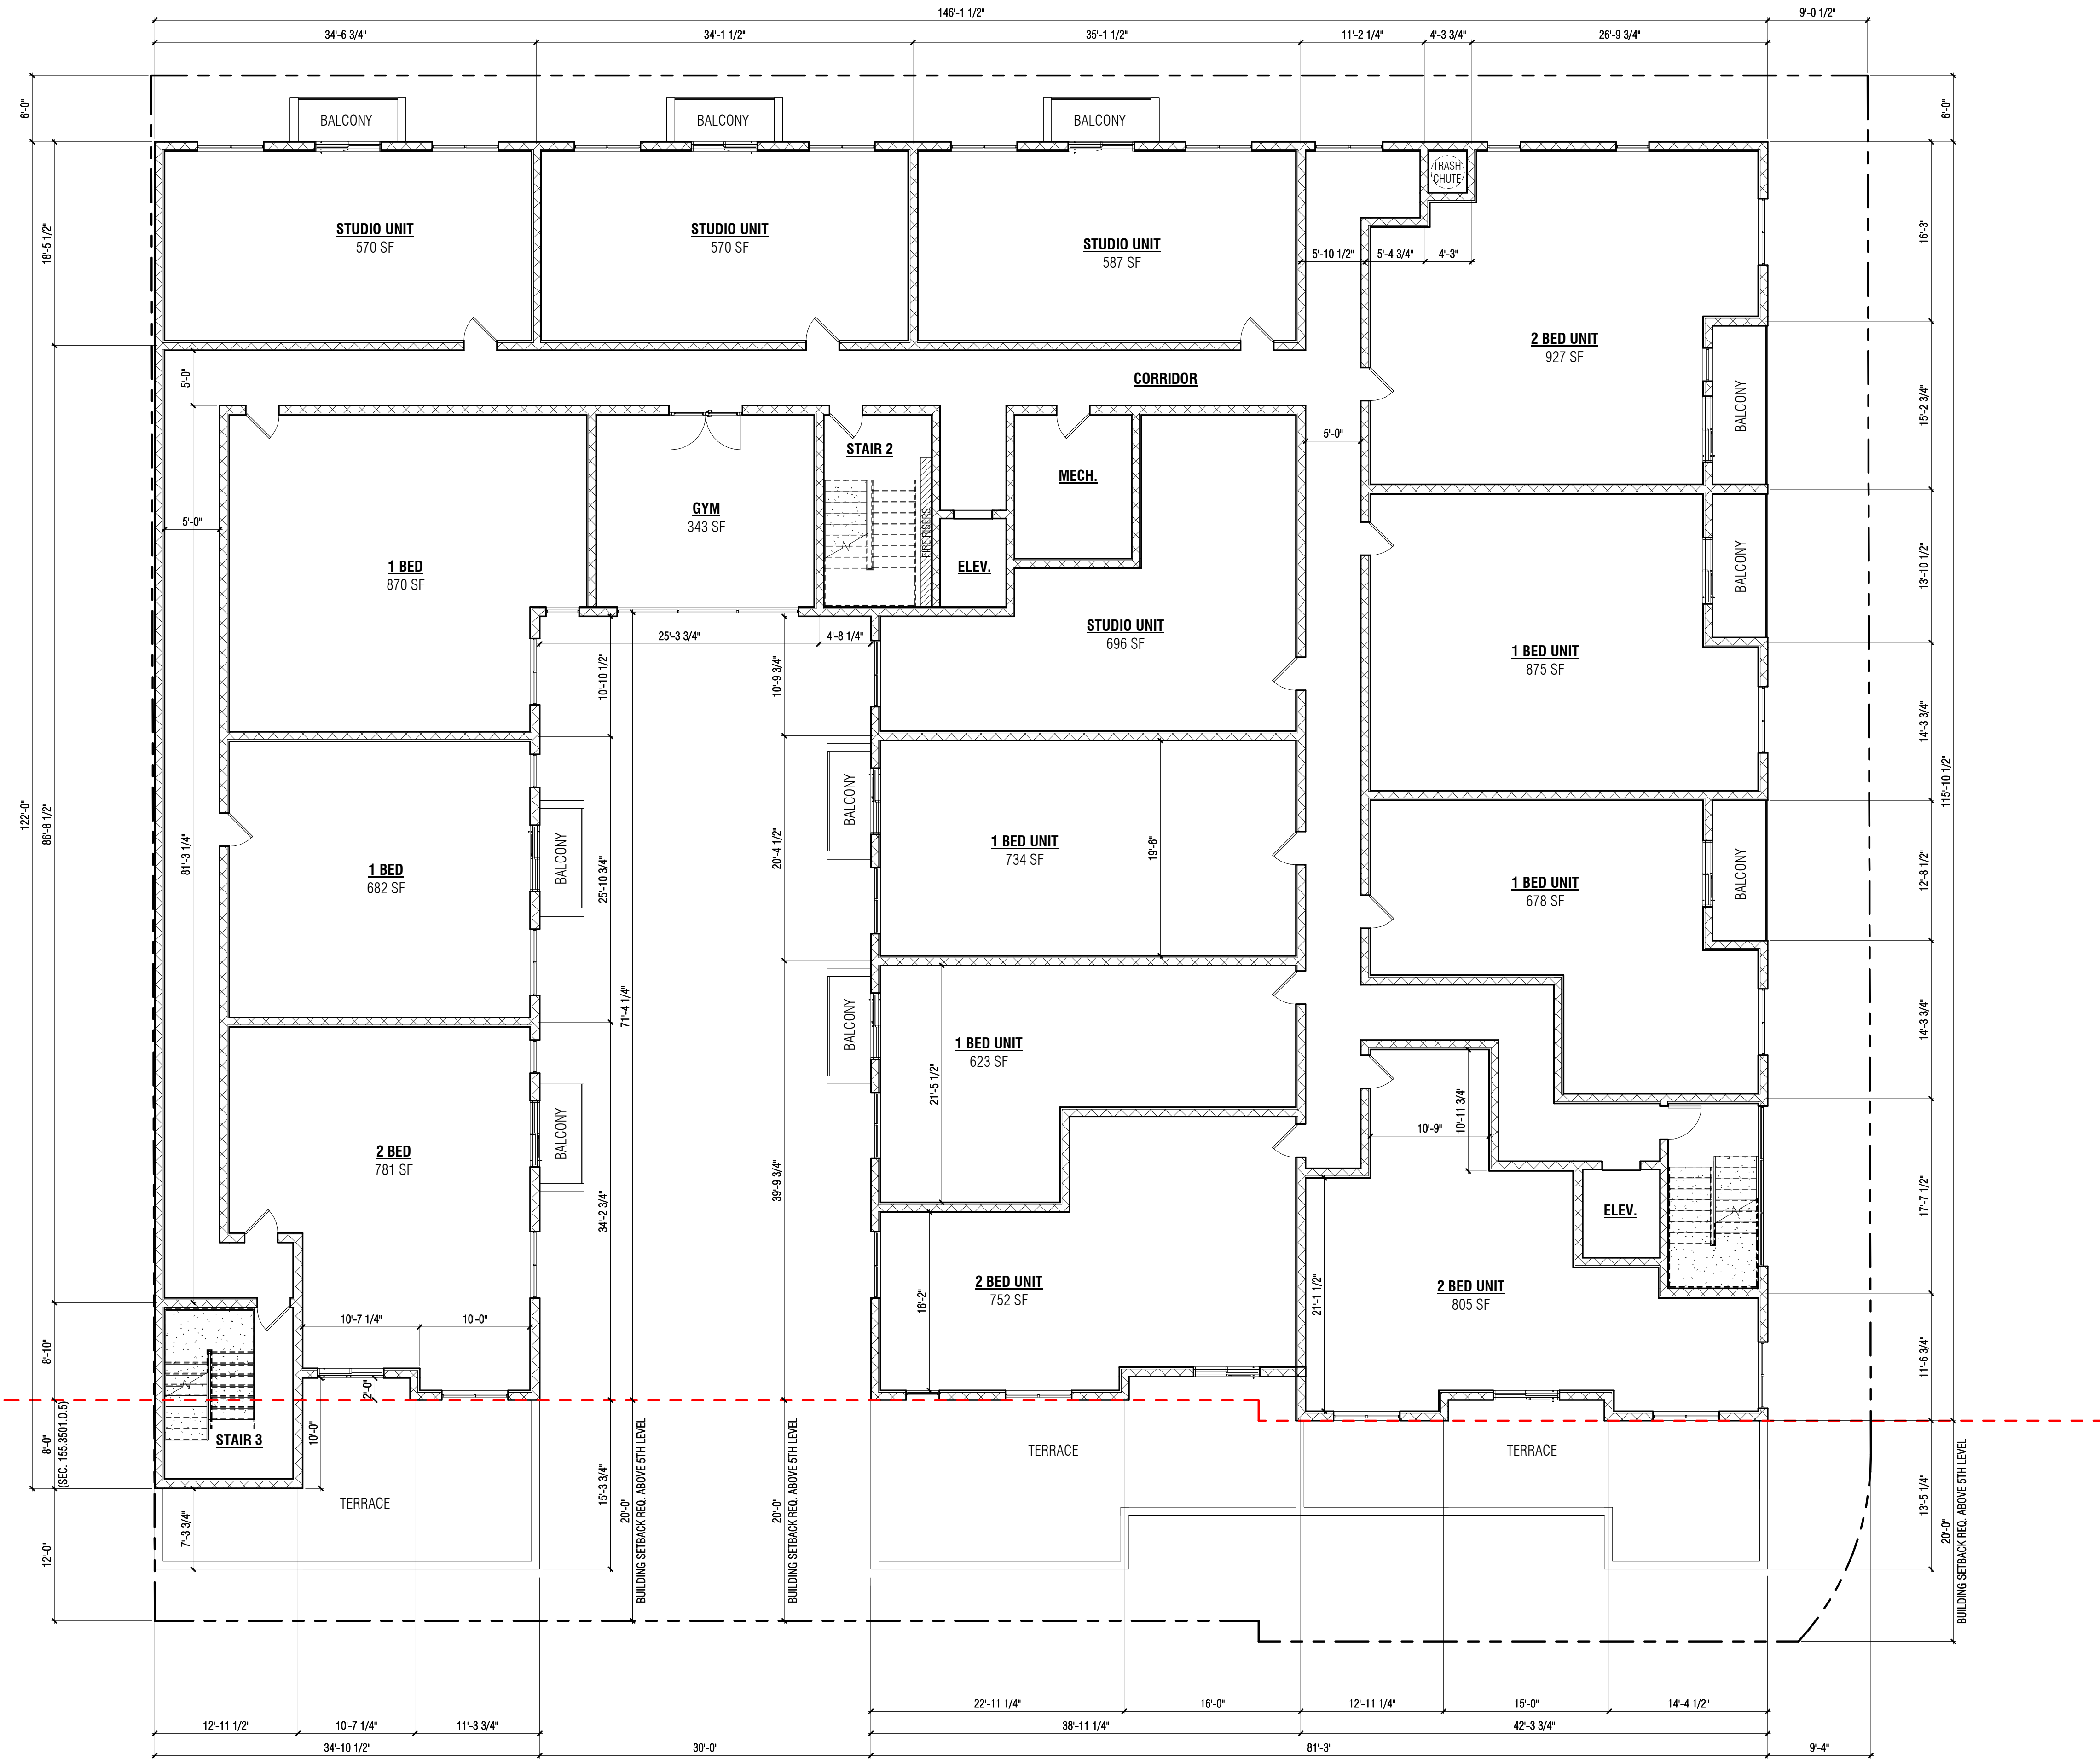 146'-1 1/2"
9'-0 1/2"
34'-6 3/4"
34'-1 1/2"
35'-1 1/2"
11'-2 1/4"
4'-3 3/4"
26'-9 3/4"
6'-0"
6'-0"
BALCONY
BALCONY
BALCONY
TRASH
CHUTE
18'-5 1/2"
STUDIO UNIT
570 SF
STUDIO UNIT
570 SF
STUDIO UNIT
587 SF
5'-10 1/2"
5'-4 3/4"
4'-3"
16'-3"
2 BED UNIT
927 SF
CORRIDOR
5'-0"
BALCONY
15'-2 3/4"
5'-0"
STAIR 2
MECH.
GYM
343 SF
5'-0"
FIRE RISERS
ELEV.
1 BED
870 SF
BALCONY
13'-10 1/2"
25'-3 3/4"
4'-8 1/4"
STUDIO UNIT
696 SF
1 BED UNIT
875 SF
10'-10 1/2"
10'-9 3/4"
14'-3 3/4"
122'-0"
86'-8 1/2"
81'-3 1/4"
115'-10 1/2"
BALCONY
1 BED UNIT
734 SF
19'-6"
20'-4 1/2"
1 BED
682 SF
BALCONY
25'-10 3/4"
1 BED UNIT
678 SF
BALCONY
12'-8 1/2"
71'-4 1/4"
BALCONY
1 BED UNIT
623 SF
21'-5 1/2"
14'-3 3/4"
10'-9"
10'-11 3/4"
2 BED
781 SF
BALCONY
34'-2 3/4"
39'-9 3/4"
17'-7 1/2"
ELEV.
2 BED UNIT
752 SF
16'-2"
21'-1 1/2"
2 BED UNIT
805 SF
10'-7 1/4"
10'-0"
8'-10"
2'-0"
11'-6 3/4"
8'-0"
(SEC. 155.3501.O.5)
STAIR 3
10'-0"
TERRACE
TERRACE
TERRACE
15'-3 3/4"
20'-0"
BUILDING SETBACK REQ. ABOVE 5TH LEVEL
20'-0"
BUILDING SETBACK REQ. ABOVE 5TH LEVEL
13'-5 1/4"
20'-0"
BUILDING SETBACK REQ. ABOVE 5TH LEVEL
7'-3 3/4"
12'-0"
22'-11 1/4"
16'-0"
12'-11 1/4"
15'-0"
14'-4 1/2"
12'-11 1/2"
10'-7 1/4"
11'-3 3/4"
38'-11 1/4"
42'-3 3/4"
34'-10 1/2"
30'-0"
81'-3"
9'-4"